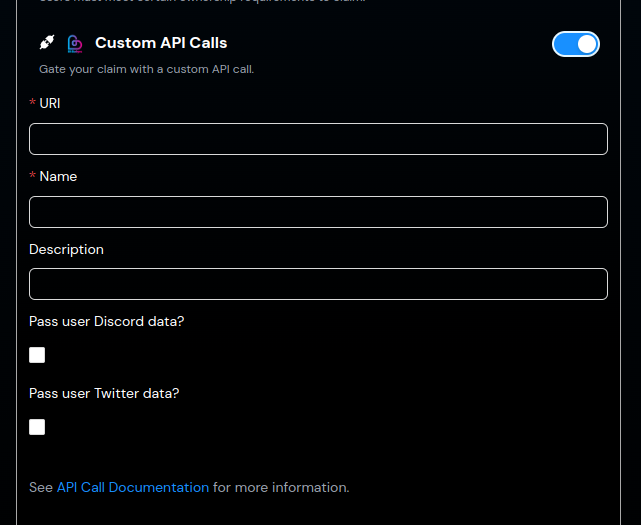 Custom API Calls
Gate your claim with a custom API call.
* URI
* Name
Description
Pass user Discord data?
Pass user Twitter data?
See API Call Documentation for more information.